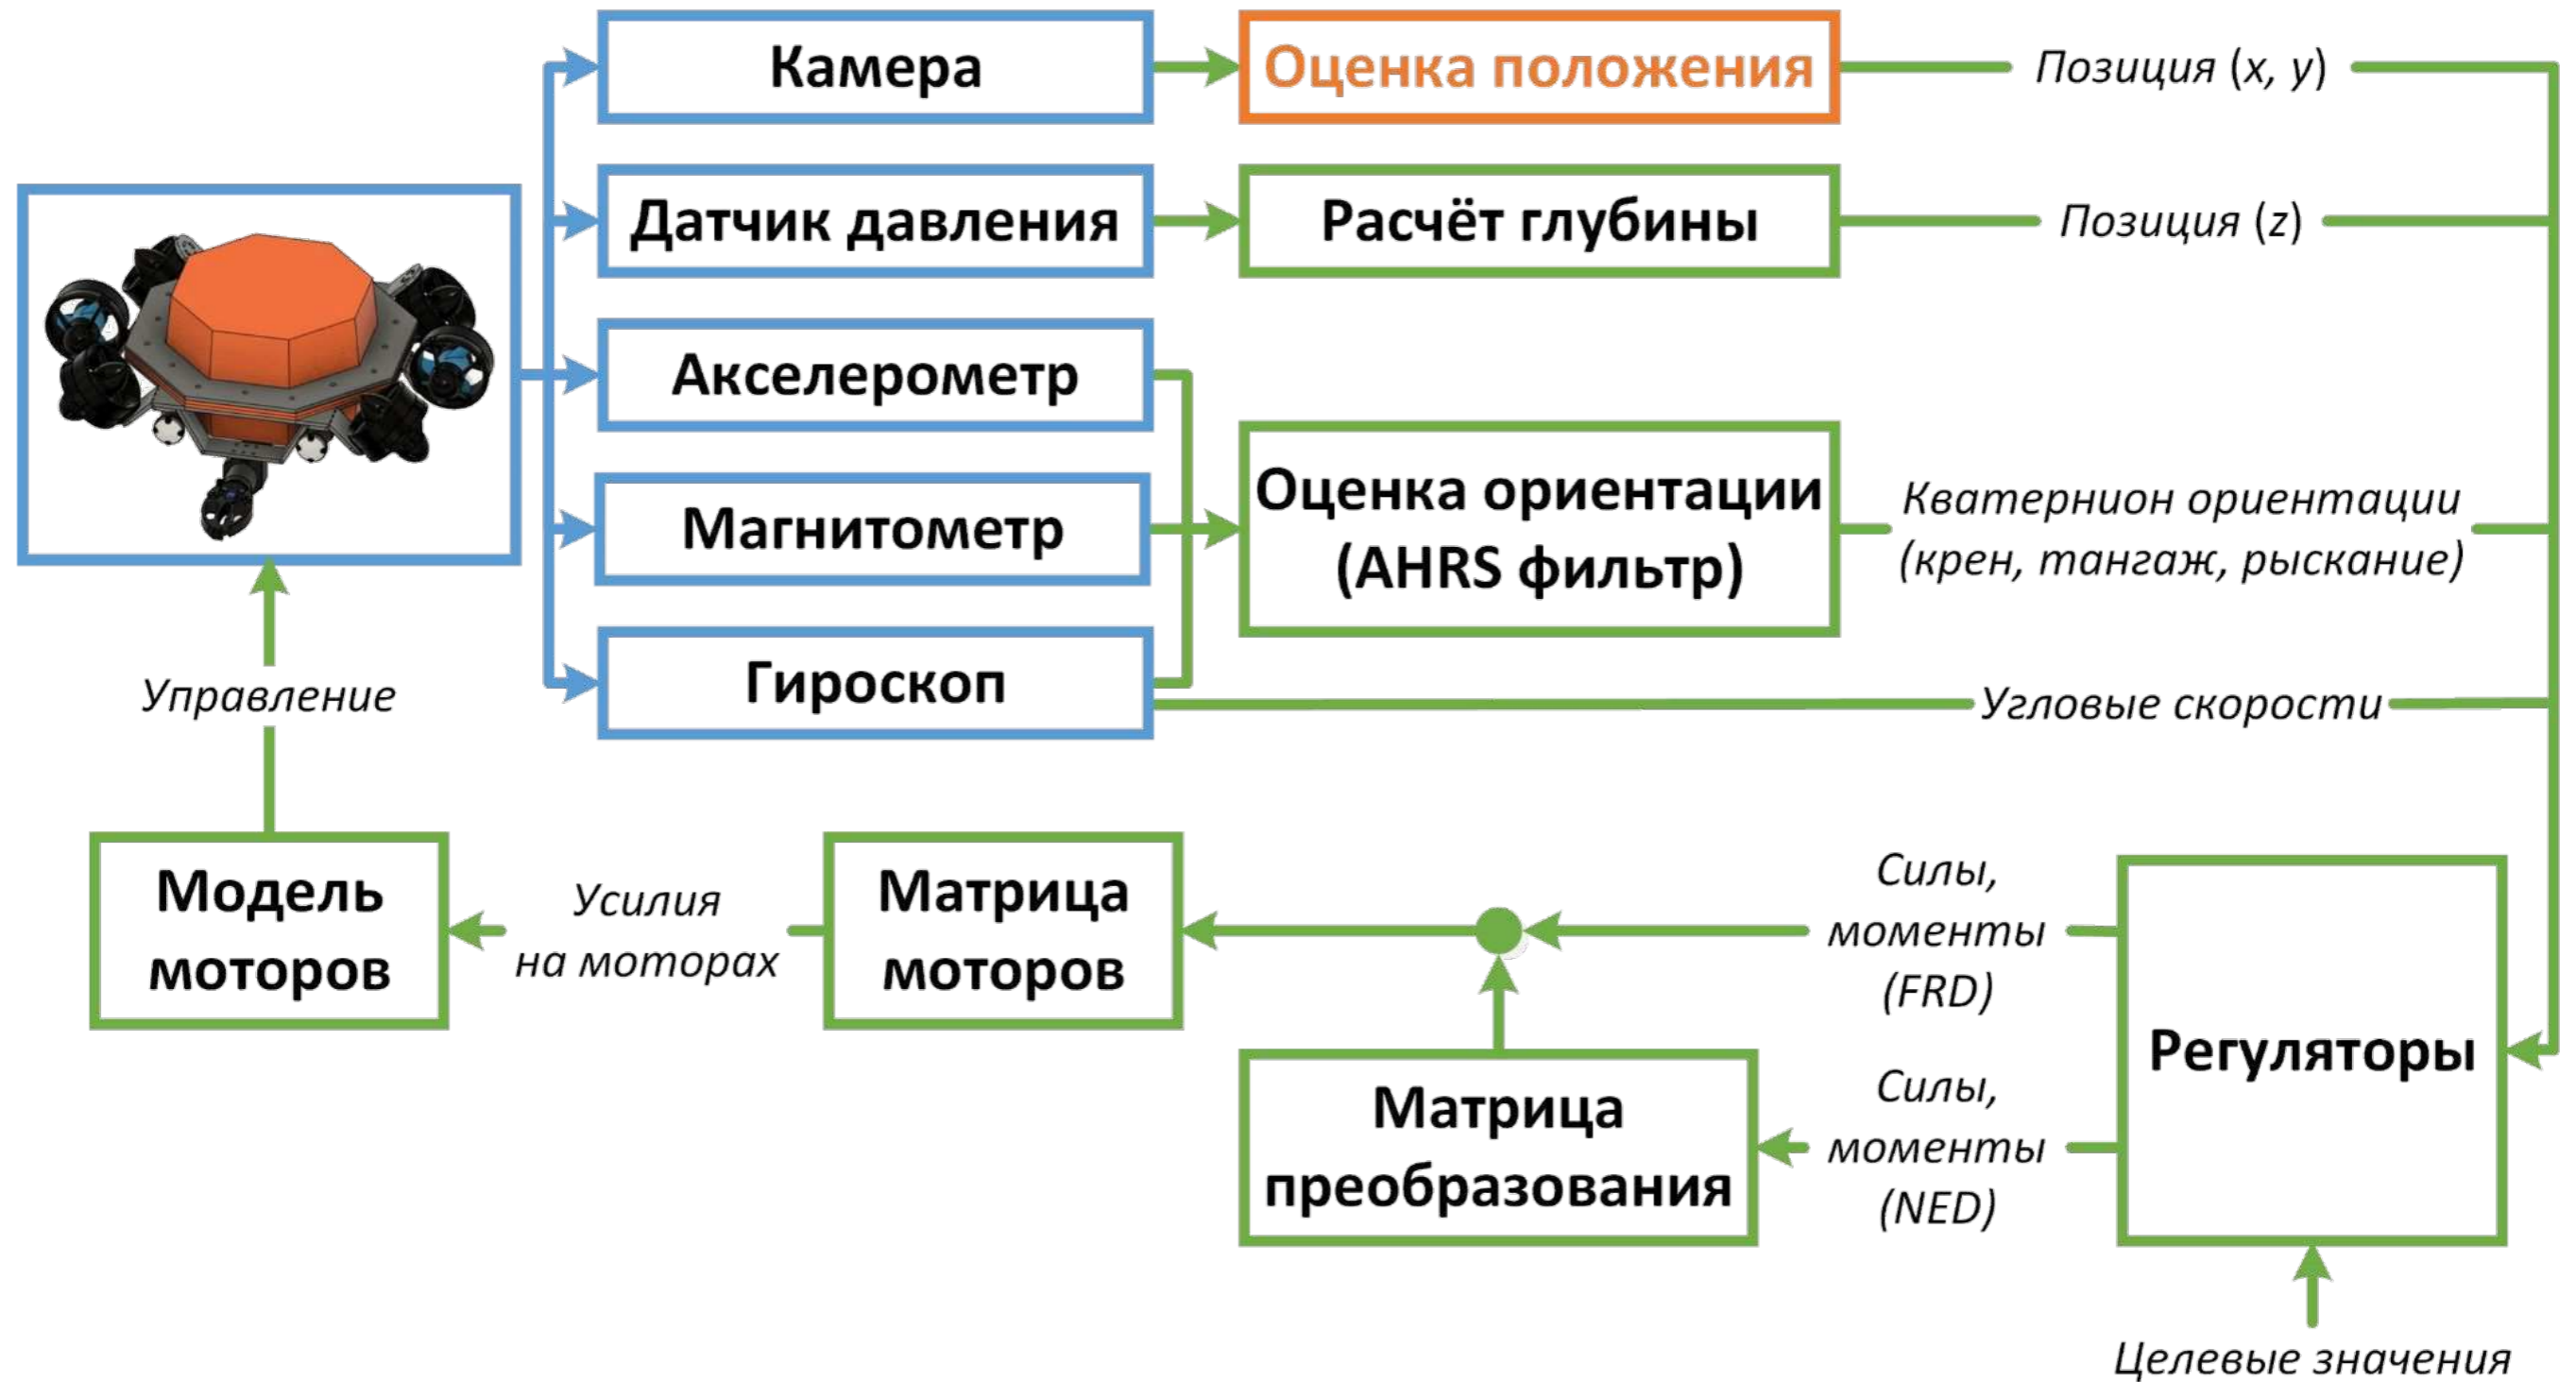 Камера
Оценка положения
Позиция (x, y)
Датчик давления
Расчёт глубины
Позиция (z)
Акселерометр
Магнитометр
Оценка ориентации
(AHRS фильтр)
Кватернион ориентации
(крен, тангаж, рыскание)
Гироскоп
Угловые скорости
Управление
Модель
моторов
Усилия
на моторах
Матрица
моторов
Силы,
моменты
(FRD)
Регуляторы
Матрица
преобразования
Силы,
моменты
(NED)
Целевые значения